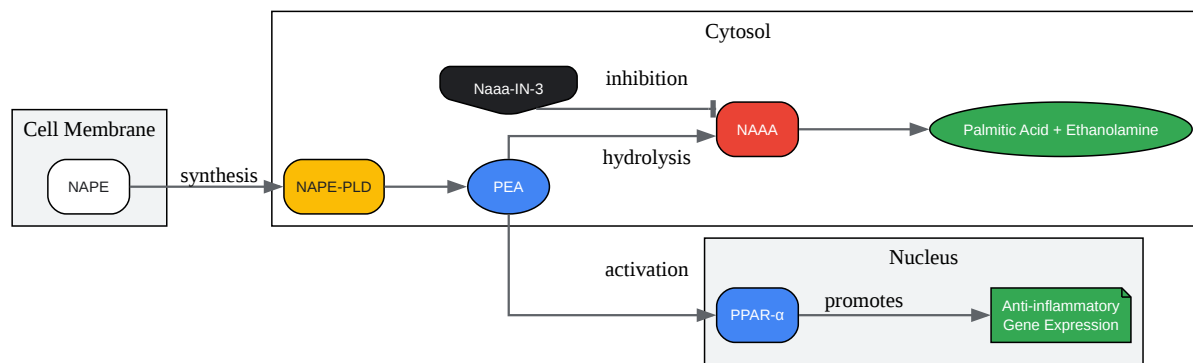 Cytosol
Naaa-IN-3
inhibition
Cell Membrane
NAAA
Palmitic Acid + Ethanolamine
hydrolysis
NAPE
synthesis
NAPE-PLD
PEA
Nucleus
activation
promotes
PPAR-α
Anti-inflammatory
Gene Expression